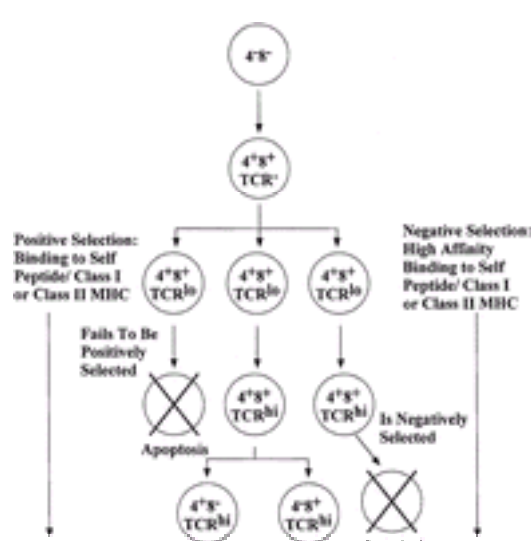 4-8-
4+8+
TCR-
Positive Selection:
Binding to Self
Peptide/ Class I
or Class II MHC
Negative Selection:
High Affinity
Binding to Self
Peptide/ Class I
or Class II MHC
4+8+
TCRlo
4+8+
TCRlo
4+8+
TCRlo
Fails To Be
Positively
Selected
4+8+
TCRhi
4+8+
TCRhi
Is Negatively
Selected
Apoptosis
4+8-
TCRhi
4-8+
TCRhi